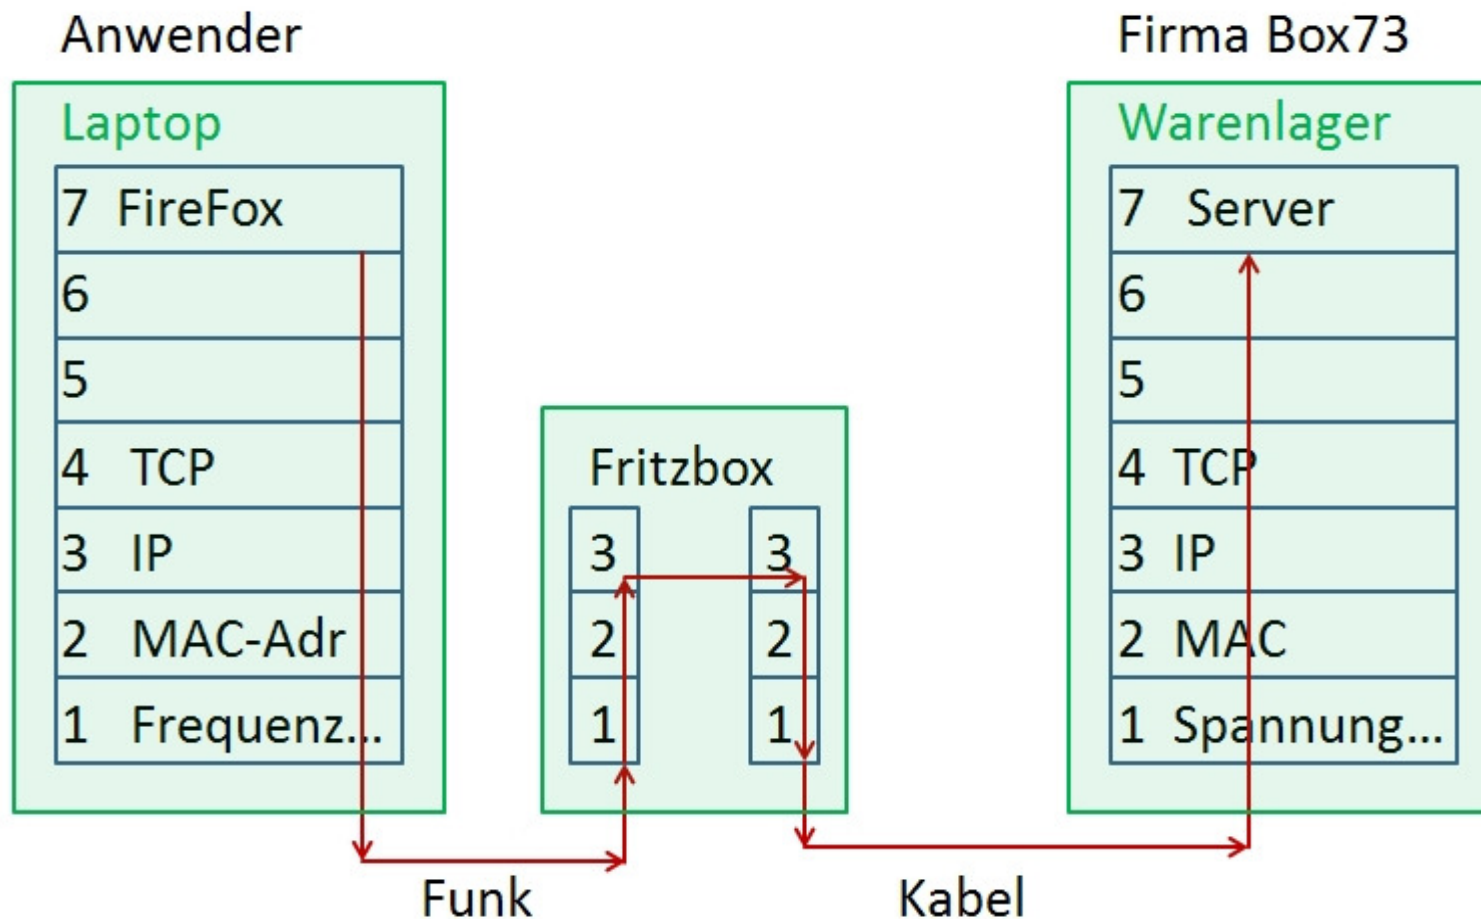 Anwender
Laptop
7 FireFox
6
5
4 TCP
3 IP
2 MAC-Adr
1 Frequenz...
Funk
Fritzbox
3 3
2 2
1 1
Kabel
Firma Box73
Warenlager
7 Server
6
5
4 TCP
3 IP
2 MAC
1 Spannung...